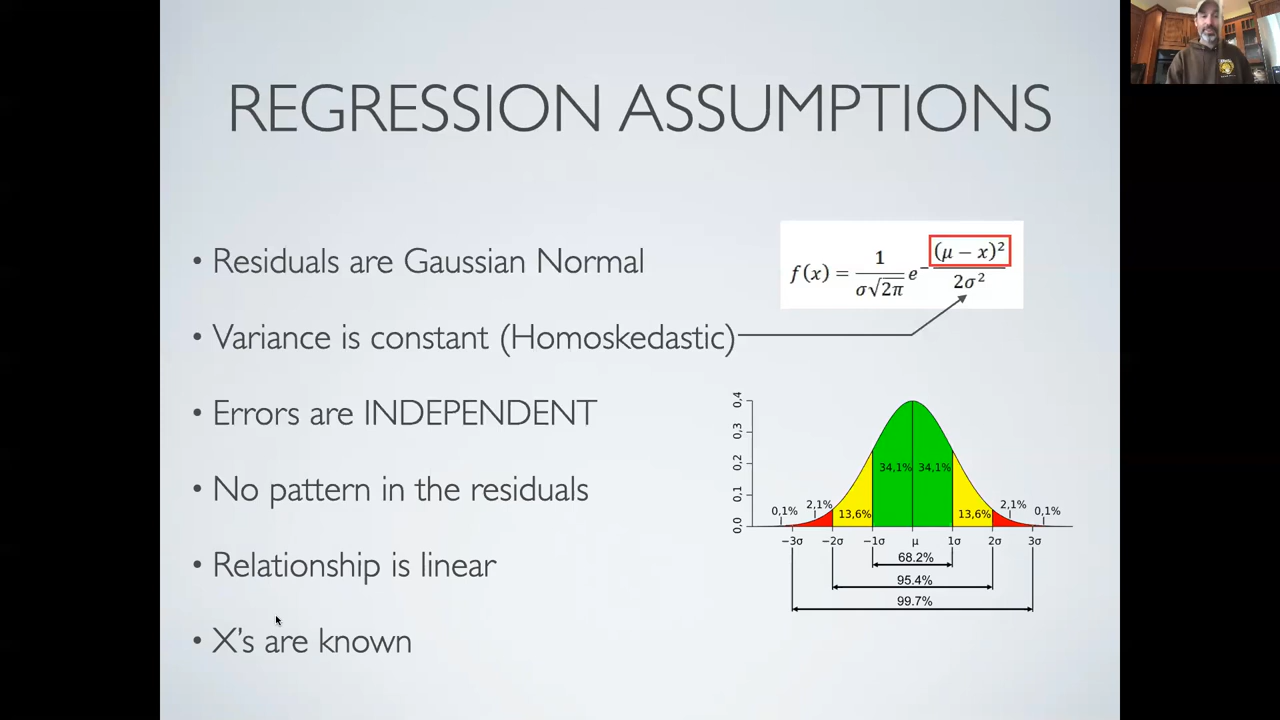 REGRESSION ASSUMPTIONS
• Residuals are Gaussian Normal
• Variance is constant (Homoskedastic)
• Errors are INDEPENDENT
• No pattern in the residuals
• Relationship is linear
• X's are known
f(x) = 1/(σ√2π) e^−(μ − x)²/2σ²
0,4
0,3
0,2
0,1
0,0
34,1% 34,1%
0,1% 2,1% 13,6% 13,6% 2,1% 0,1%
−3σ −2σ −1σ μ 1σ 2σ 3σ
68.2%
95.4%
99.7%